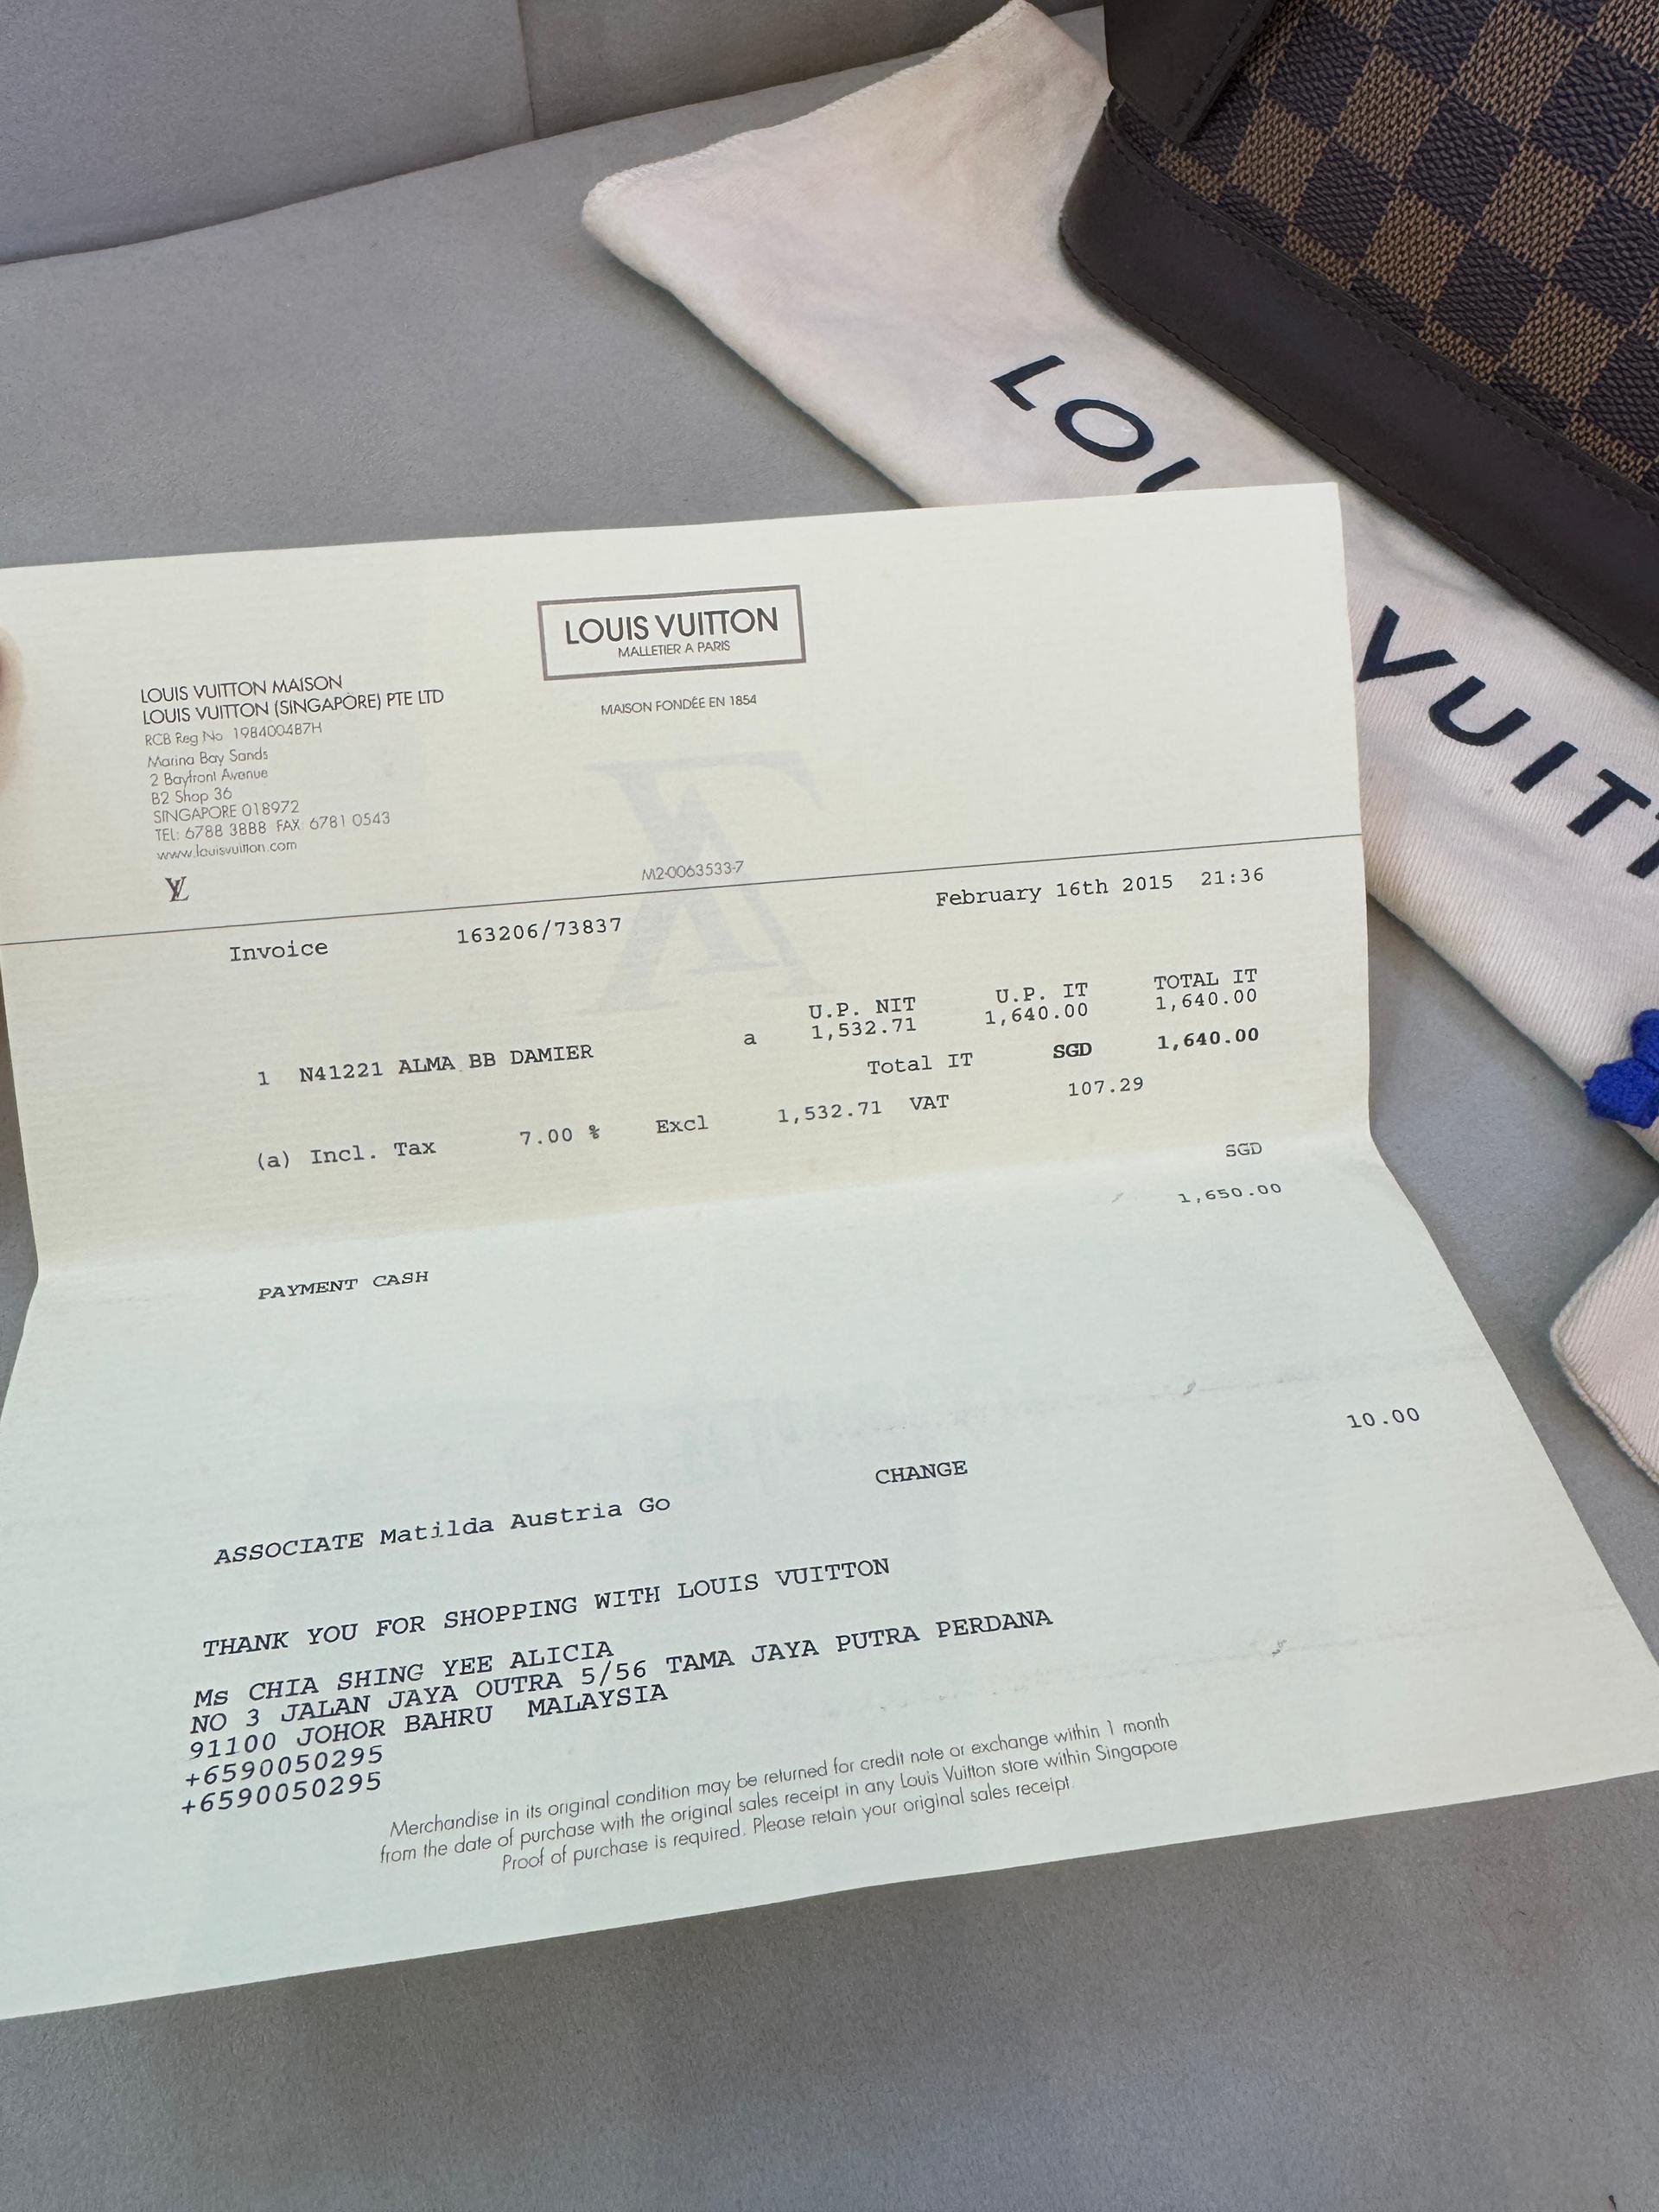 LOU
VUITT
LOUIS VUITTON
MALLETIER A PARIS
MAISON FONDÉE EN 1854
LOUIS VUITTON MAISON
LOUIS VUITTON (SINGAPORE) PTE LTD
RCB Reg No 198400487H
Marina Bay Sands
2 Bayfront Avenue
B2 Shop 36
SINGAPORE 018972
TEL: 6788 3888 FAX: 6781 0543
www.louisvuitton.com
LV
M2-0063533-7
Invoice 163206/73837 February 16th 2015 21:36
U.P. NIT U.P. IT TOTAL IT
1 N41221 ALMA BB DAMIER a 1,532.71 1,640.00 1,640.00
Total IT SGD 1,640.00
(a) Incl. Tax 7.00 % Excl 1,532.71 VAT 107.29
SGD
PAYMENT CASH 1,650.00
CHANGE 10.00
ASSOCIATE Matilda Austria Go
THANK YOU FOR SHOPPING WITH LOUIS VUITTON
Ms CHIA SHING YEE ALICIA
NO 3 JALAN JAYA OUTRA 5/56 TAMA JAYA PUTRA PERDANA
91100 JOHOR BAHRU MALAYSIA
+6590050295
+6590050295
Merchandise in its original condition may be returned for credit note or exchange within 1 month
from the date of purchase with the original sales receipt in any Louis Vuitton store within Singapore
Proof of purchase is required. Please retain your original sales receipt.